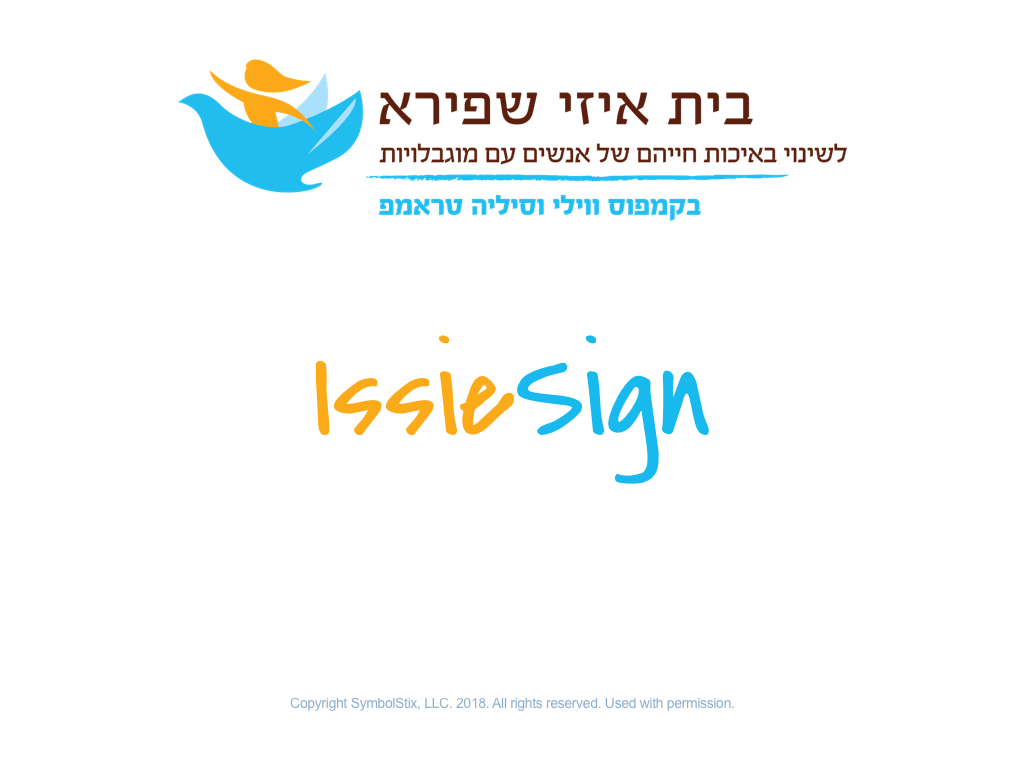 בית איזי שפירא
לשינוי באיכות חייהם של אנשים עם מוגבלויות
בקמפוס ווילי וסיליה טראמפ
IssieSign
Copyright SymbolStix, LLC. 2018. All rights reserved. Used with permission.